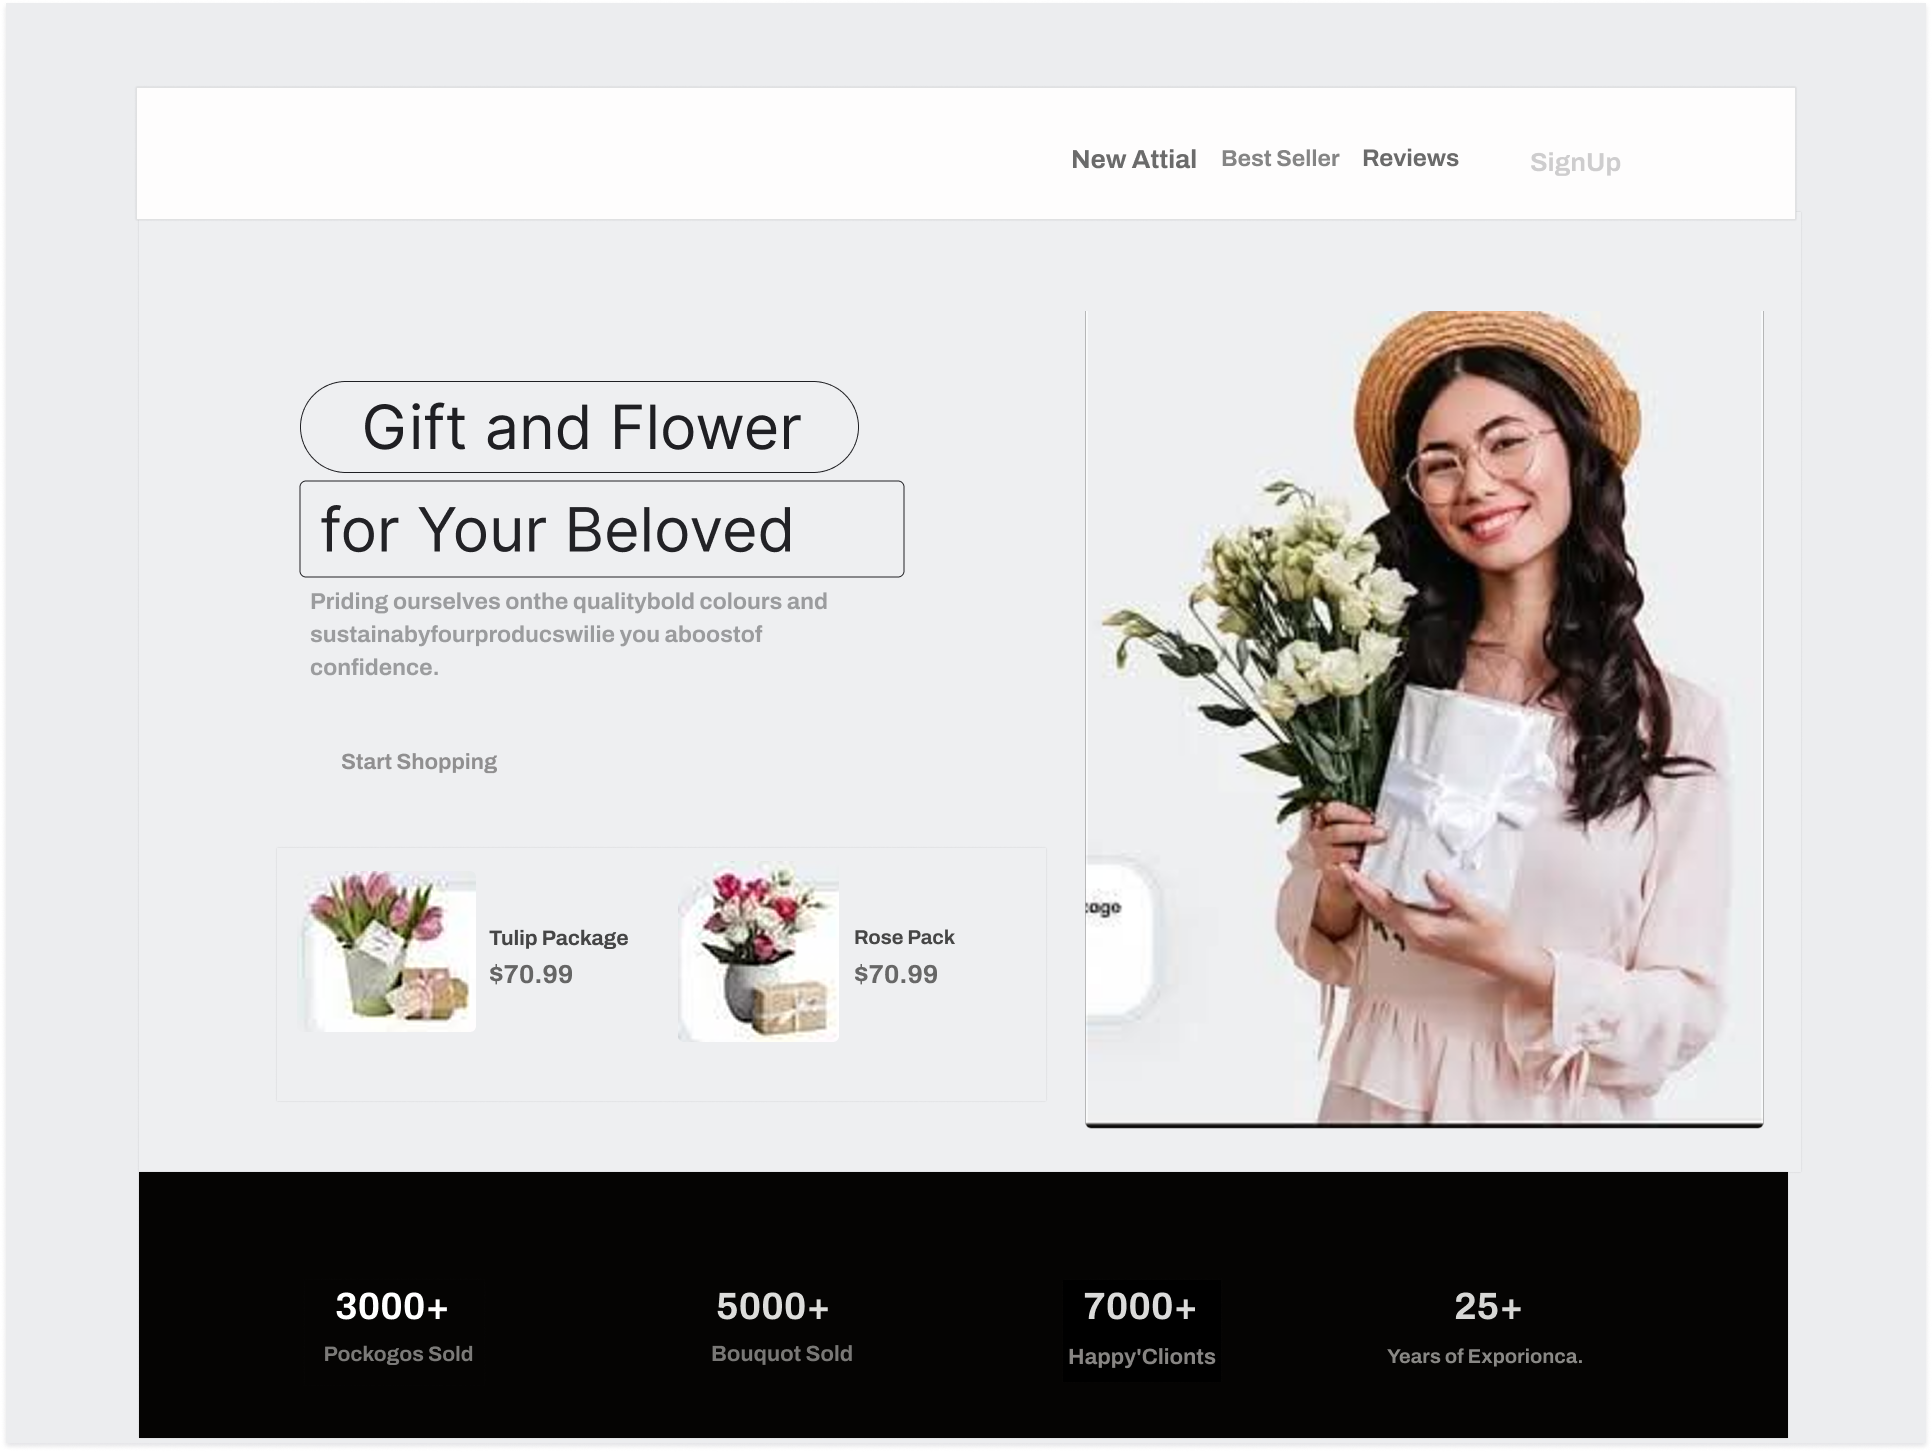 New Attial Best Seller Reviews SignUp
Gift and Flower
for Your Beloved
Priding ourselves onthe qualitybold colours and
sustainabyfourproducswilie you aboostof
confidence.
Start Shopping
Tulip Package
$70.99
Rose Pack
$70.99
3000+
Pockogos Sold
5000+
Bouquot Sold
7000+
Happy'Clionts
25+
Years of Exporionca.